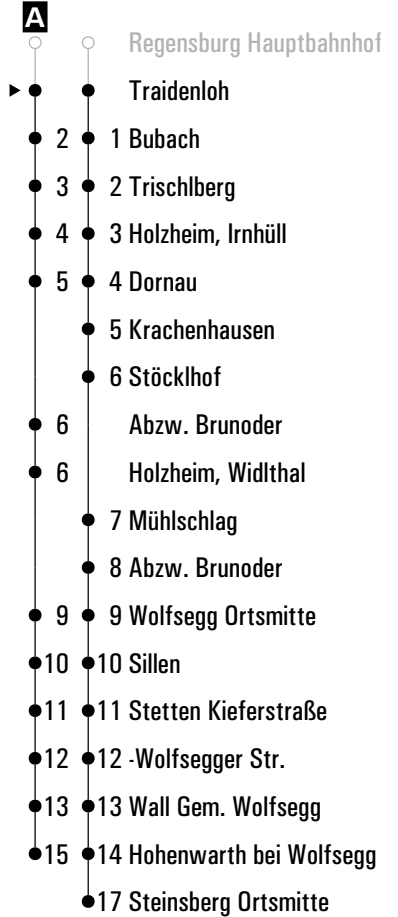 A
Regensburg Hauptbahnhof
Traidenloh
2 1 Bubach
3 2 Trischlberg
4 3 Holzheim, Irnhüll
5 4 Dornau
5 Krachenhausen
6 Stöcklhof
6 Abzw. Brunoder
6 Holzheim, Widlthal
7 Mühlschlag
8 Abzw. Brunoder
9 9 Wolfsegg Ortsmitte
10 10 Sillen
11 11 Stetten Kieferstraße
12 12 -Wolfsegger Str.
13 13 Wall Gem. Wolfsegg
15 14 Hohenwarth bei Wolfsegg
17 Steinsberg Ortsmitte